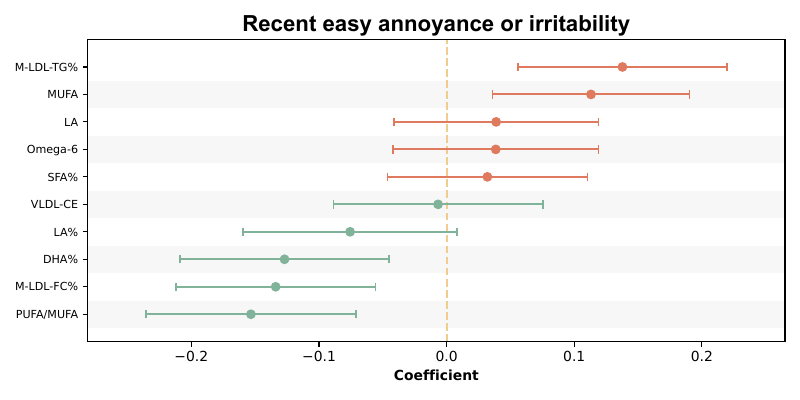 Recent easy annoyance or irritability
M-LDL-TG%
MUFA
LA
Omega-6
SFA%
VLDL-CE
LA%
DHA%
M-LDL-FC%
PUFA/MUFA
−0.2 −0.1 0.0 0.1 0.2
Coefficient